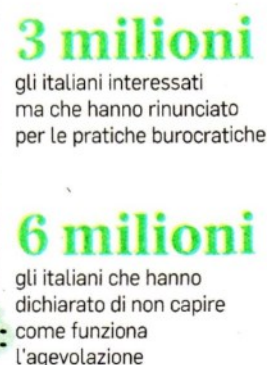 3 milioni
gli italiani interessati
ma che hanno rinunciato
per le pratiche burocratiche
6 milioni
gli italiani che hanno
dichiarato di non capire
come funziona
l'agevolazione